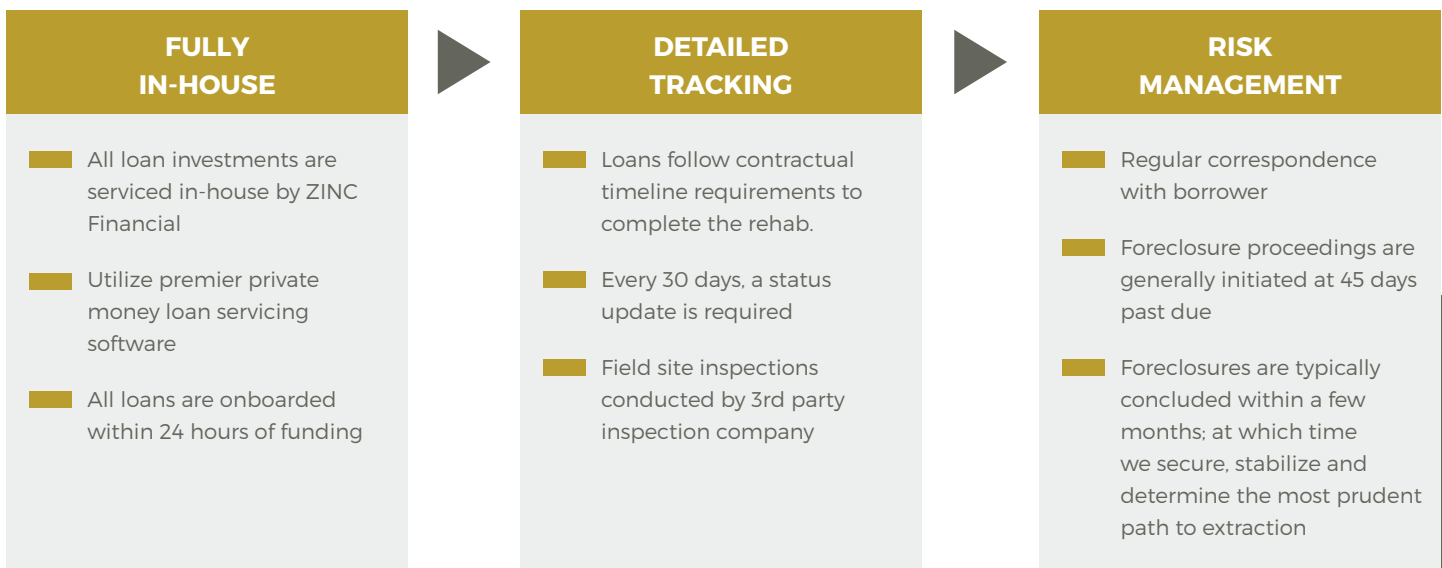 FULLY
IN-HOUSE
All loan investments are
serviced in-house by ZINC
Financial
Utilize premier private
money loan servicing
software
All loans are onboarded
within 24 hours of funding
DETAILED
TRACKING
Loans follow contractual
timeline requirements to
complete the rehab.
Every 30 days, a status
update is required
Field site inspections
conducted by 3rd party
inspection company
RISK
MANAGEMENT
Regular correspondence
with borrower
Foreclosure proceedings are
generally initiated at 45 days
past due
Foreclosures are typically
concluded within a few
months; at which time
we secure, stabilize and
determine the most prudent
path to extraction